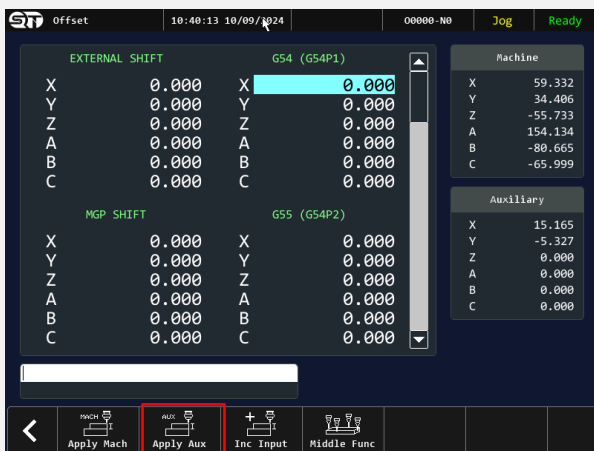 ST Offset 10:40:13 10/09/2024 O0000-N0 Jog Ready
EXTERNAL SHIFT
X 0.000
Y 0.000
Z 0.000
A 0.000
B 0.000
C 0.000
G54 (G54P1)
X 0.000
Y 0.000
Z 0.000
A 0.000
B 0.000
C 0.000
MGP SHIFT
X 0.000
Y 0.000
Z 0.000
A 0.000
B 0.000
C 0.000
G55 (G54P2)
X 0.000
Y 0.000
Z 0.000
A 0.000
B 0.000
C 0.000
Machine
X 59.332
Y 34.406
Z -55.733
A 154.134
B -80.665
C -65.999
Auxiliary
X 15.165
Y -5.327
Z 0.000
A 0.000
B 0.000
C 0.000
MACH
Apply Mach
AUX
Apply Aux
Inc Input
Middle Func